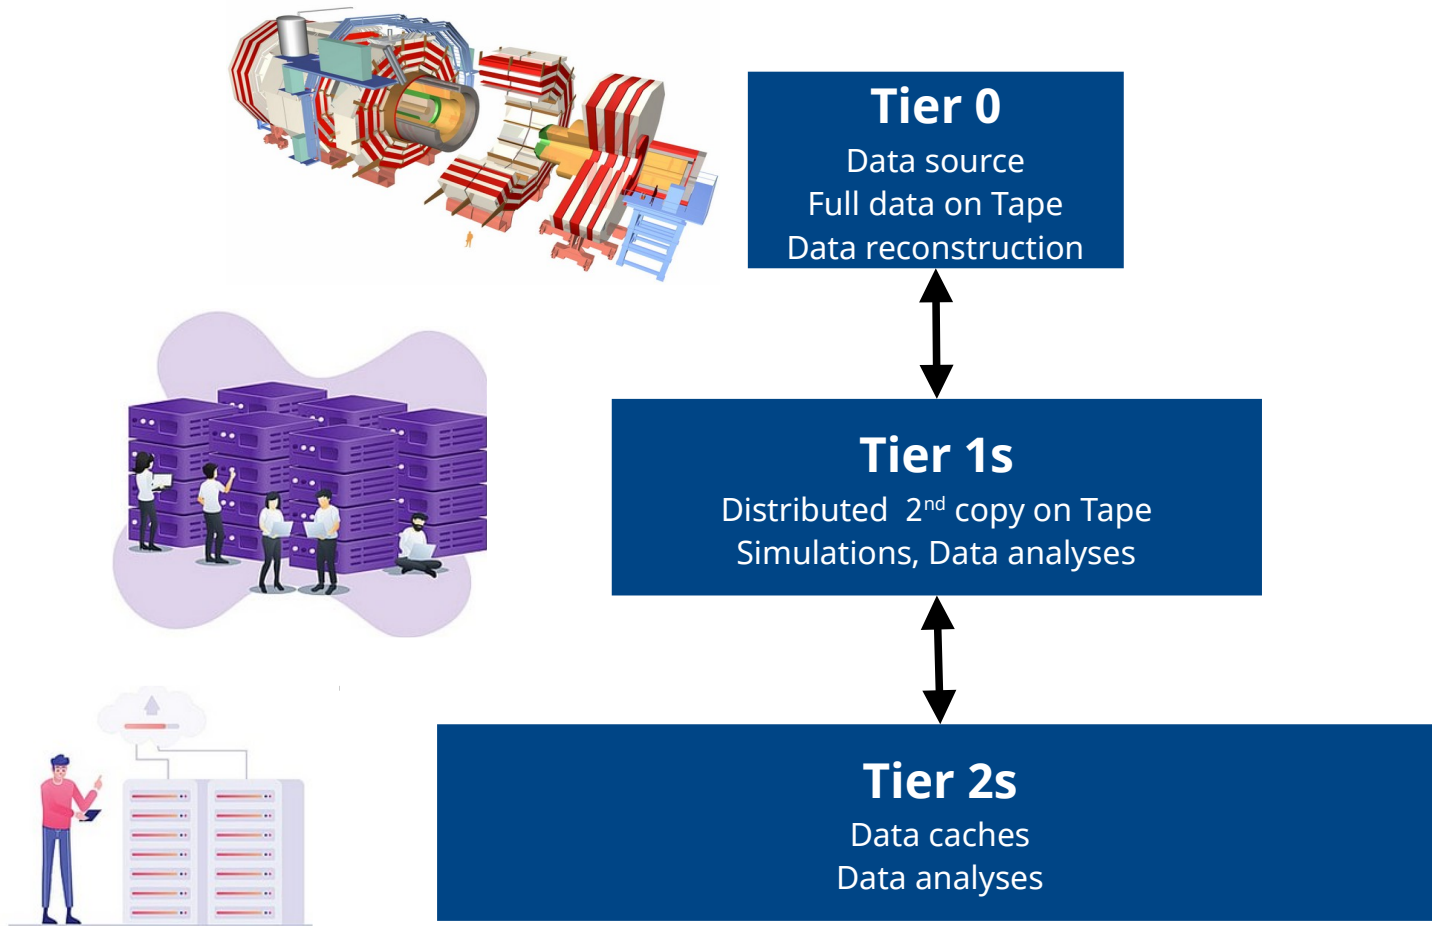 Tier 0
Data source
Full data on Tape
Data reconstruction
Tier 1s
Distributed 2nd copy on Tape
Simulations, Data analyses
Tier 2s
Data caches
Data analyses